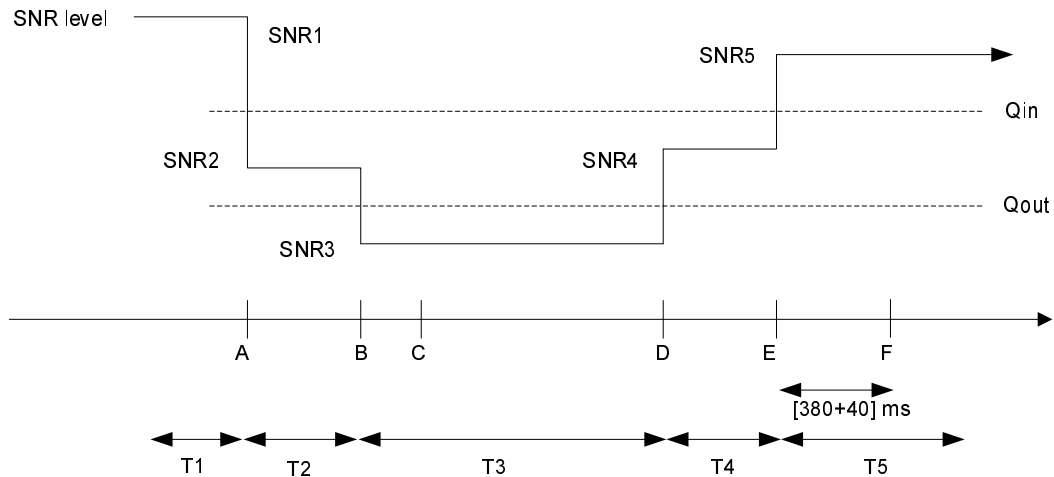 SNR level
SNR1
SNR5
Qin
SNR2
SNR4
Qout
SNR3
A B C D E F
[380+40] ms
T1 T2 T3 T4 T5